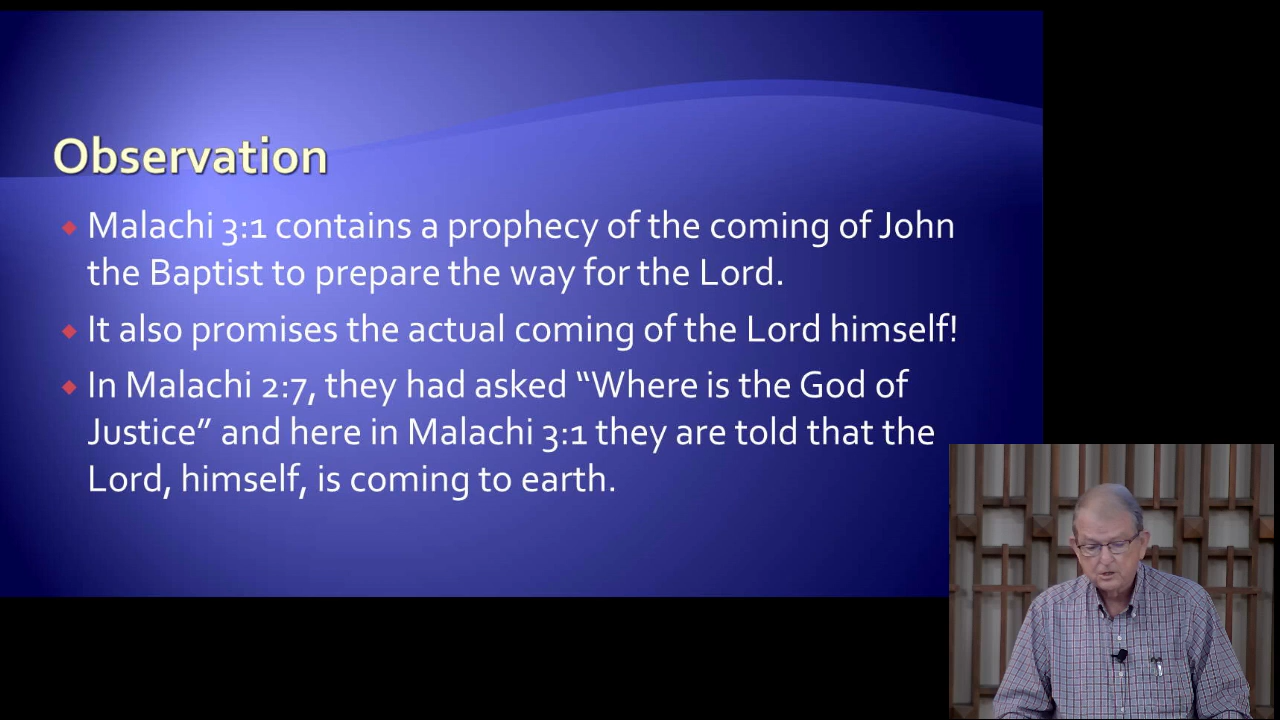 Observation
Malachi 3:1 contains a prophecy of the coming of John
the Baptist to prepare the way for the Lord.
It also promises the actual coming of the Lord himself!
In Malachi 2:7, they had asked “Where is the God of
Justice” and here in Malachi 3:1 they are told that the
Lord, himself, is coming to earth.